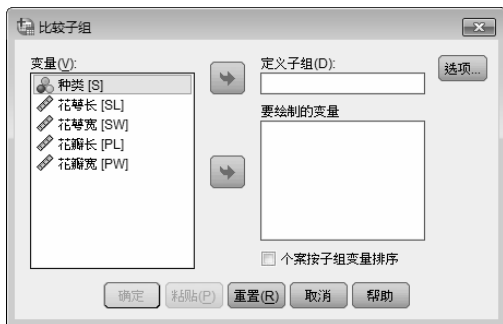 比较子组
变量(V):
种类 [S]
花萼长 [SL]
花萼宽 [SW]
花瓣长 [PL]
花瓣宽 [PW]
定义子组(D):
选项...
要绘制的变量
个案按子组变量排序
确定
粘贴(P)
重置(R)
取消
帮助